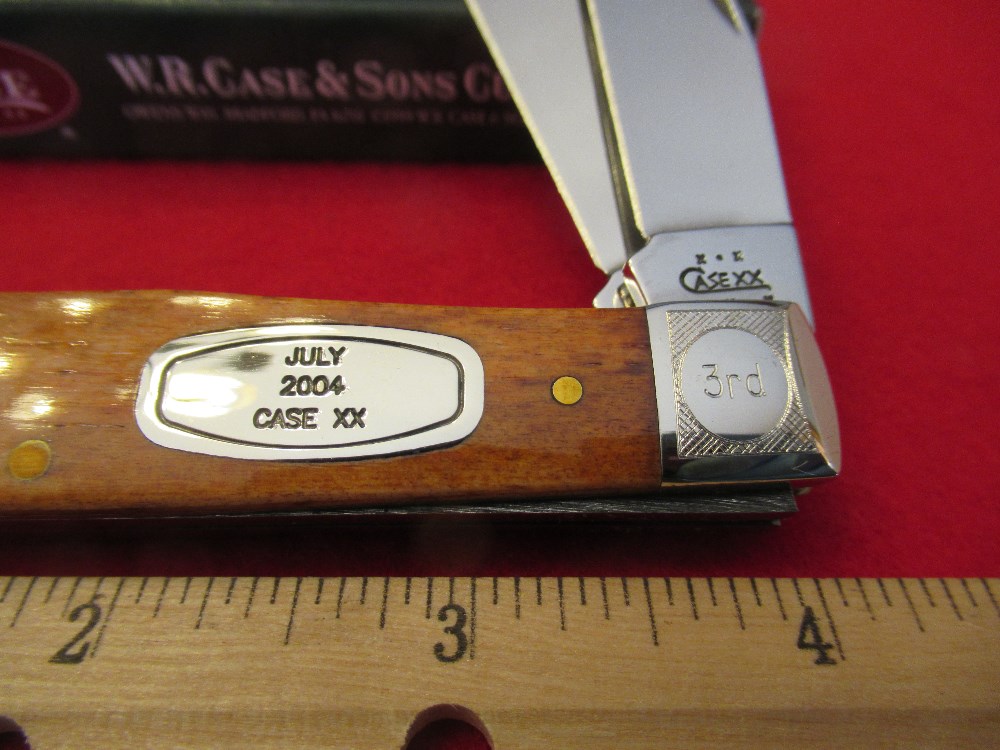 W.R. CASE & SONS CU
CASE XX
JULY
2004
CASE XX
3rd
2 3 4